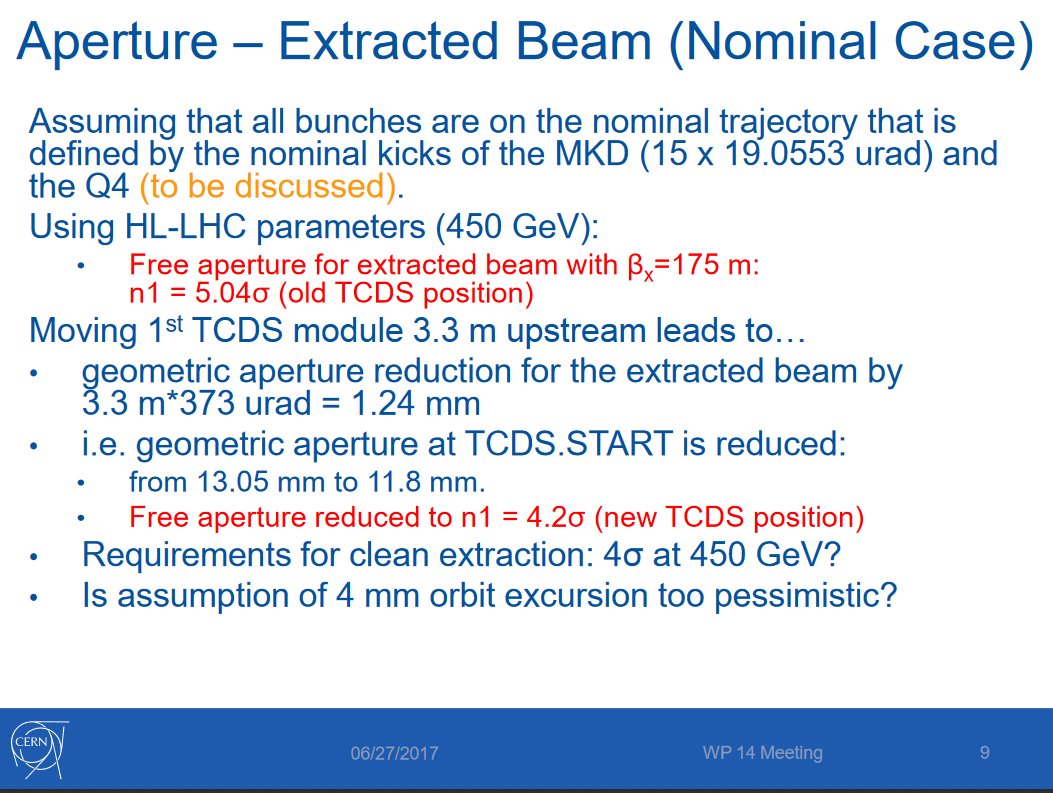 Aperture – Extracted Beam (Nominal Case)
Assuming that all bunches are on the nominal trajectory that is
defined by the nominal kicks of the MKD (15 x 19.0553 urad) and
the Q4 (to be discussed).
Using HL-LHC parameters (450 GeV):
• Free aperture for extracted beam with βx=175 m:
n1 = 5.04σ (old TCDS position)
Moving 1st TCDS module 3.3 m upstream leads to…
• geometric aperture reduction for the extracted beam by
3.3 m*373 urad = 1.24 mm
• i.e. geometric aperture at TCDS.START is reduced:
• from 13.05 mm to 11.8 mm.
• Free aperture reduced to n1 = 4.2σ (new TCDS position)
• Requirements for clean extraction: 4σ at 450 GeV?
• Is assumption of 4 mm orbit excursion too pessimistic?
CERN
06/27/2017
WP 14 Meeting
9